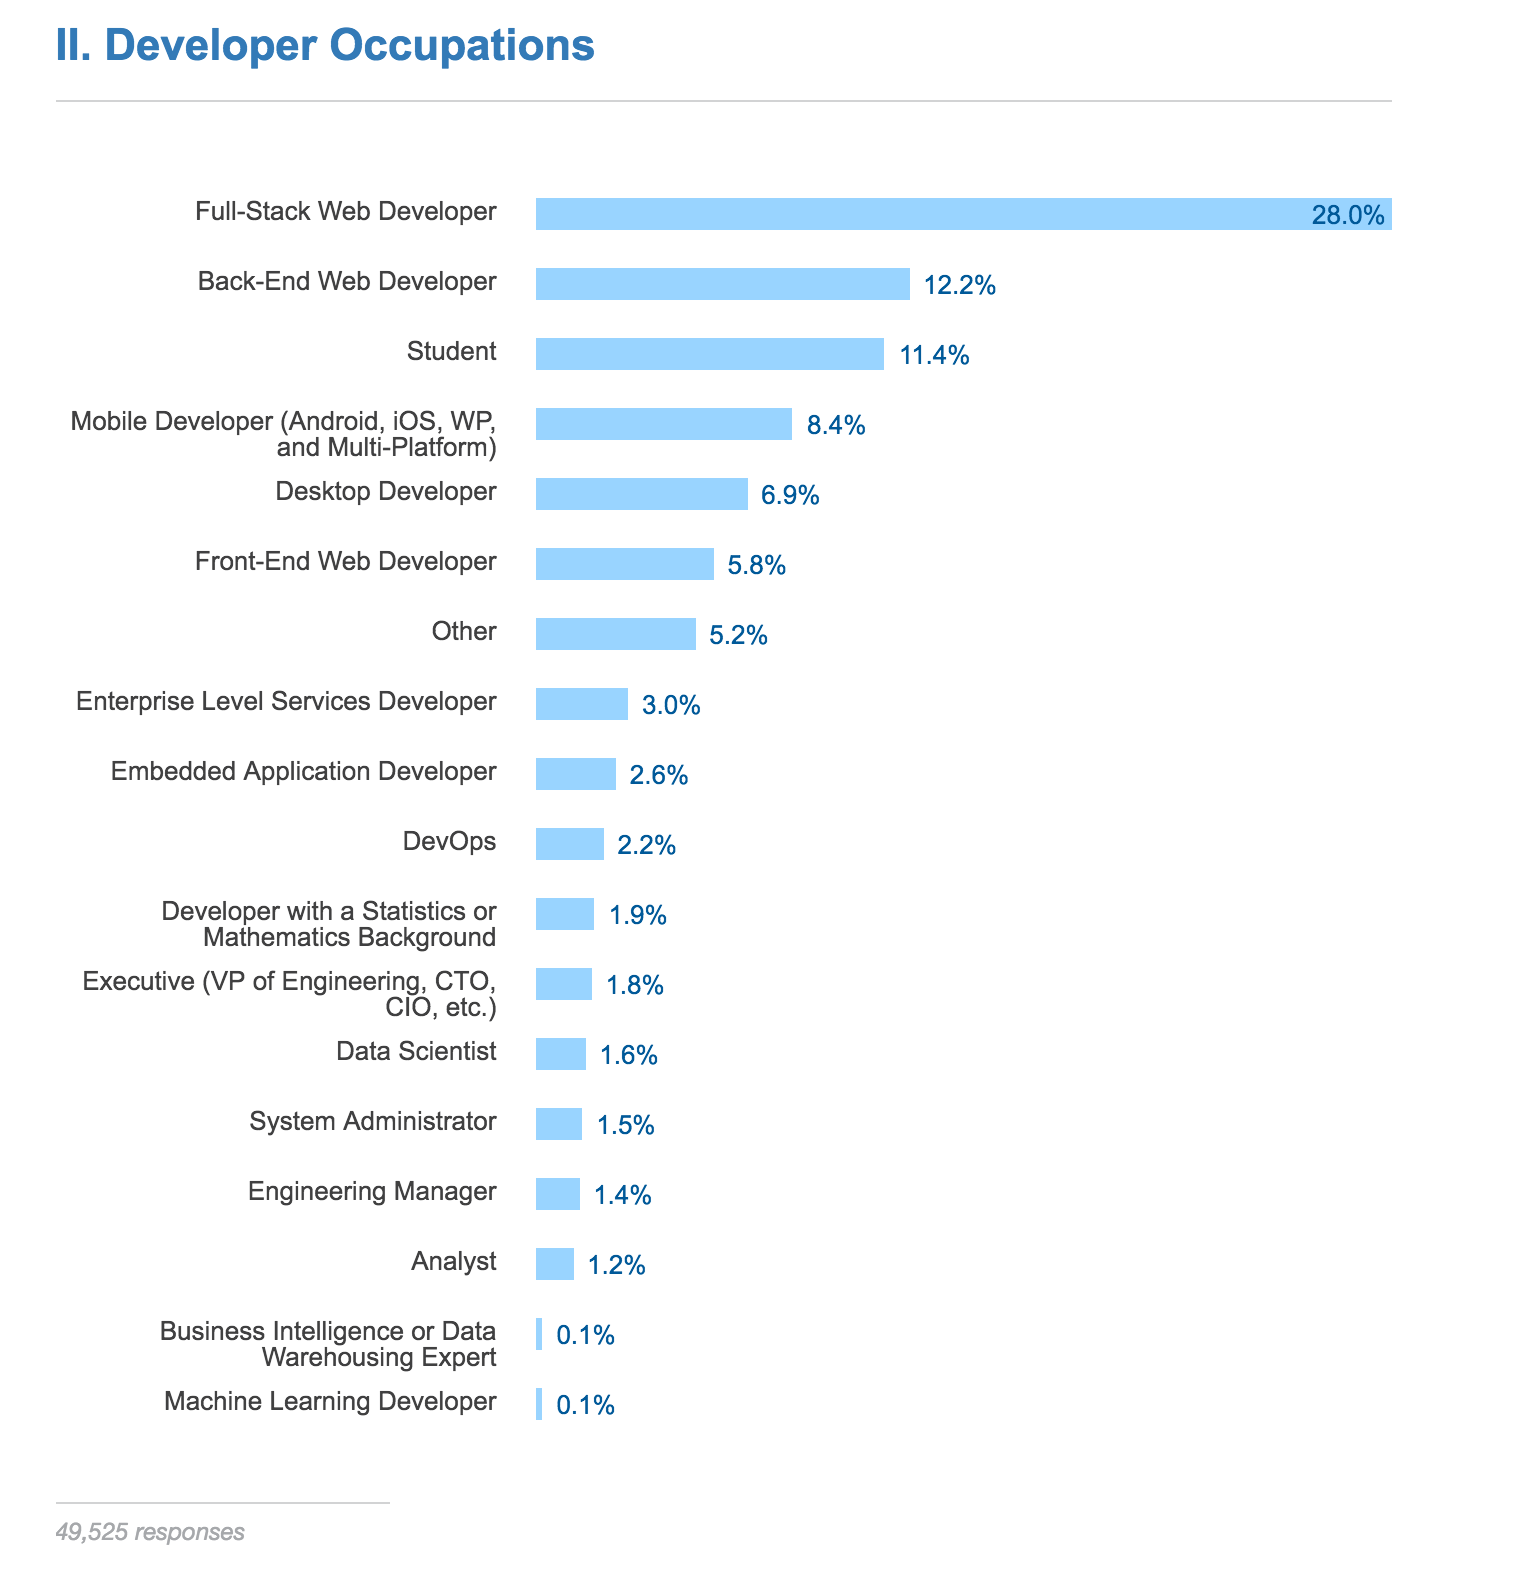 II. Developer Occupations
Full-Stack Web Developer 28.0%
Back-End Web Developer 12.2%
Student 11.4%
Mobile Developer (Android, iOS, WP,
and Multi-Platform) 8.4%
Desktop Developer 6.9%
Front-End Web Developer 5.8%
Other 5.2%
Enterprise Level Services Developer 3.0%
Embedded Application Developer 2.6%
DevOps 2.2%
Developer with a Statistics or
Mathematics Background 1.9%
Executive (VP of Engineering, CTO,
CIO, etc.) 1.8%
Data Scientist 1.6%
System Administrator 1.5%
Engineering Manager 1.4%
Analyst 1.2%
Business Intelligence or Data
Warehousing Expert 0.1%
Machine Learning Developer 0.1%
49,525 responses